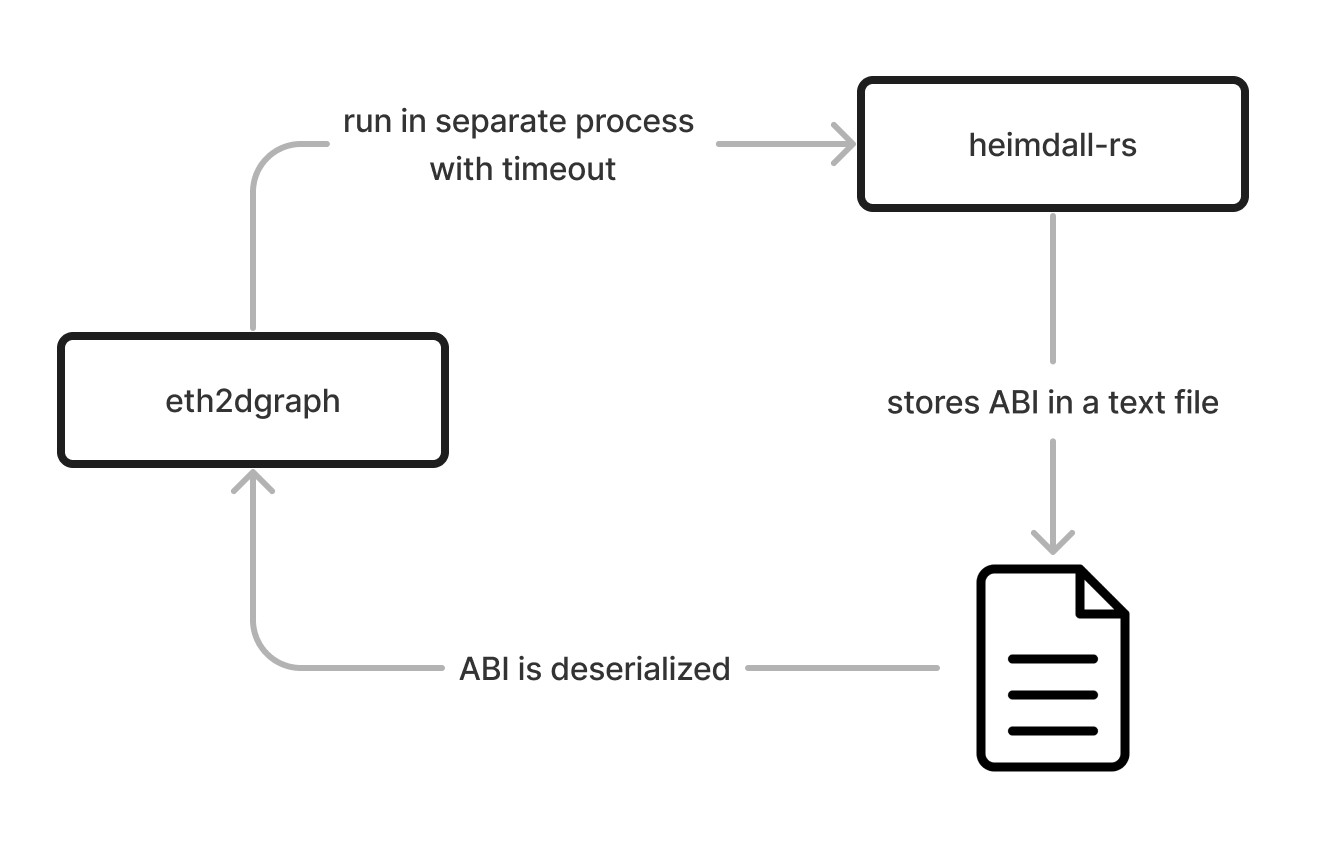 run in separate process
with timeout
heimdall-rs
eth2dgraph
stores ABI in a text file
ABI is deserialized